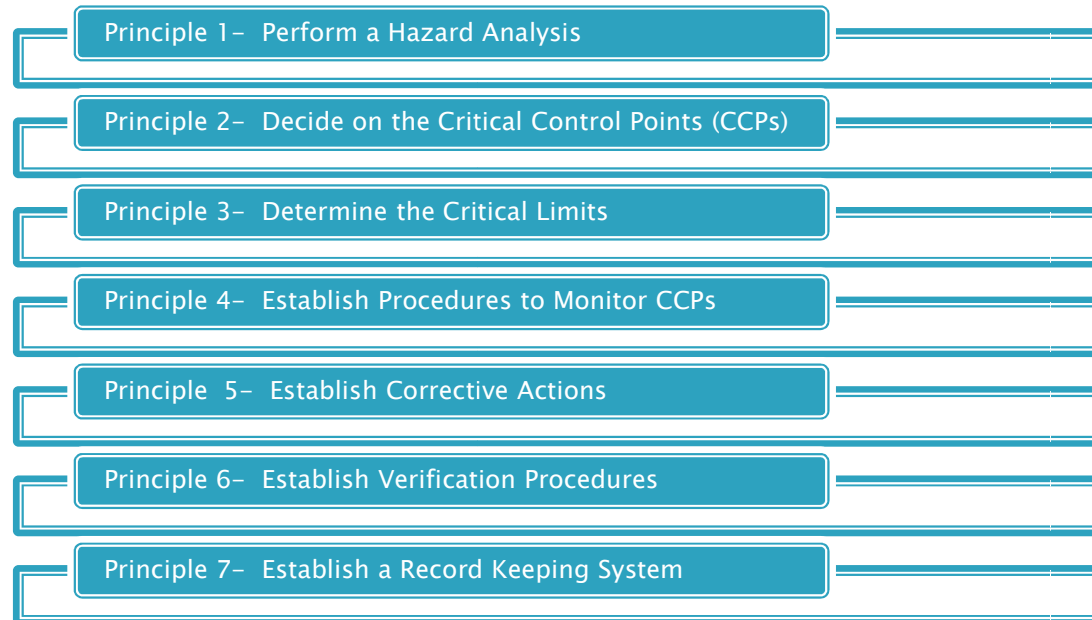 Principle 1– Perform a Hazard Analysis
Principle 2– Decide on the Critical Control Points (CCPs)
Principle 3– Determine the Critical Limits
Principle 4– Establish Procedures to Monitor CCPs
Principle 5– Establish Corrective Actions
Principle 6– Establish Verification Procedures
Principle 7– Establish a Record Keeping System